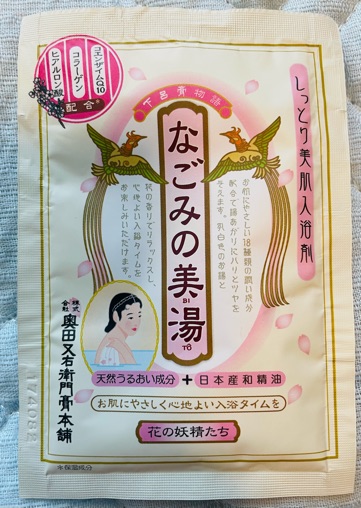 コエンザイムQ10
コラーゲン
ヒアルロン酸
配合※
下呂膏物語
しっとり美肌入浴剤
なごみの美湯
BI
TŌ
お肌にやさしい18種類の潤い成分
配合で湯あがりにハリとツヤを
与えます。乳白色のお湯と
和の香りでリラックスし、
心地よい入浴タイムを
お楽しみいただけます。
株式会社
奥田又右衛門膏本舗
天然うるおい成分+日本産和精油
お肌にやさしく心地よい入浴タイムを
花の妖精たち
※保湿成分